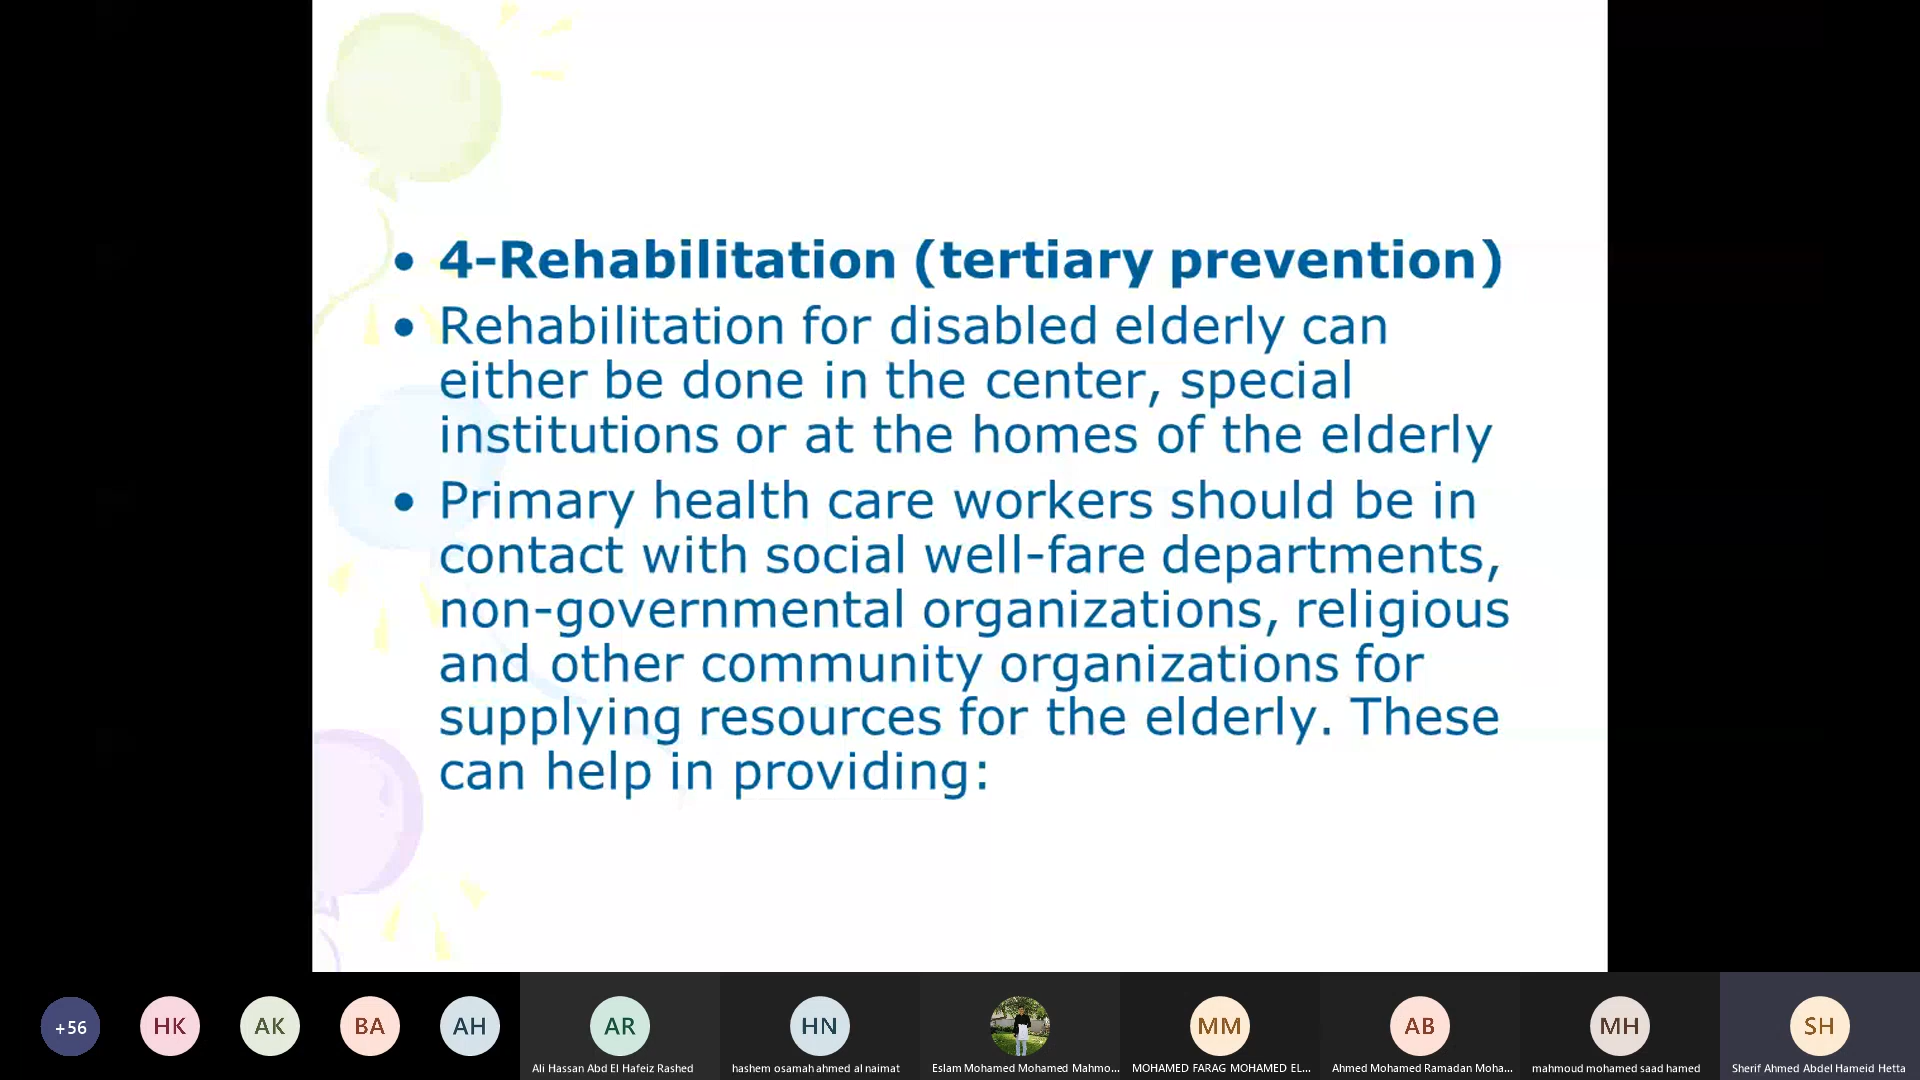 • 4-Rehabilitation (tertiary prevention)
• Rehabilitation for disabled elderly can
either be done in the center, special
institutions or at the homes of the elderly
• Primary health care workers should be in
contact with social well-fare departments,
non-governmental organizations, religious
and other community organizations for
supplying resources for the elderly. These
can help in providing:
+56
HK
AK
BA
AH
AR
HN
MM
AB
MH
SH
Ali Hassan Abd El Hafeiz Rashed
hashem osamah ahmed al naimat
Eslam Mohamed Mohamed Mahmo...
MOHAMED FARAG MOHAMED EL...
Ahmed Mohamed Ramadan Moha...
mahmoud mohamed saad hamed
Sherif Ahmed Abdel Hameid Hetta